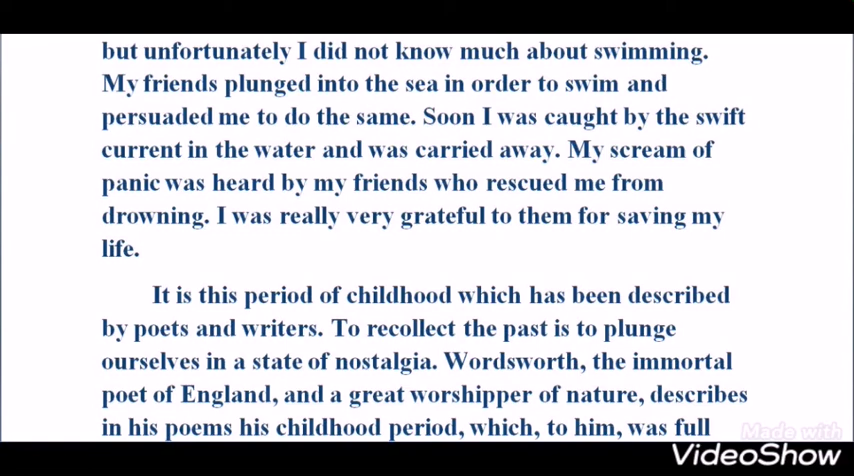 but unfortunately I did not know much about swimming.
My friends plunged into the sea in order to swim and
persuaded me to do the same. Soon I was caught by the swift
current in the water and was carried away. My scream of
panic was heard by my friends who rescued me from
drowning. I was really very grateful to them for saving my
life.
It is this period of childhood which has been described
by poets and writers. To recollect the past is to plunge
ourselves in a state of nostalgia. Wordsworth, the immortal
poet of England, and a great worshipper of nature, describes
in his poems his childhood period, which, to him, was full
Made with
VideoShow